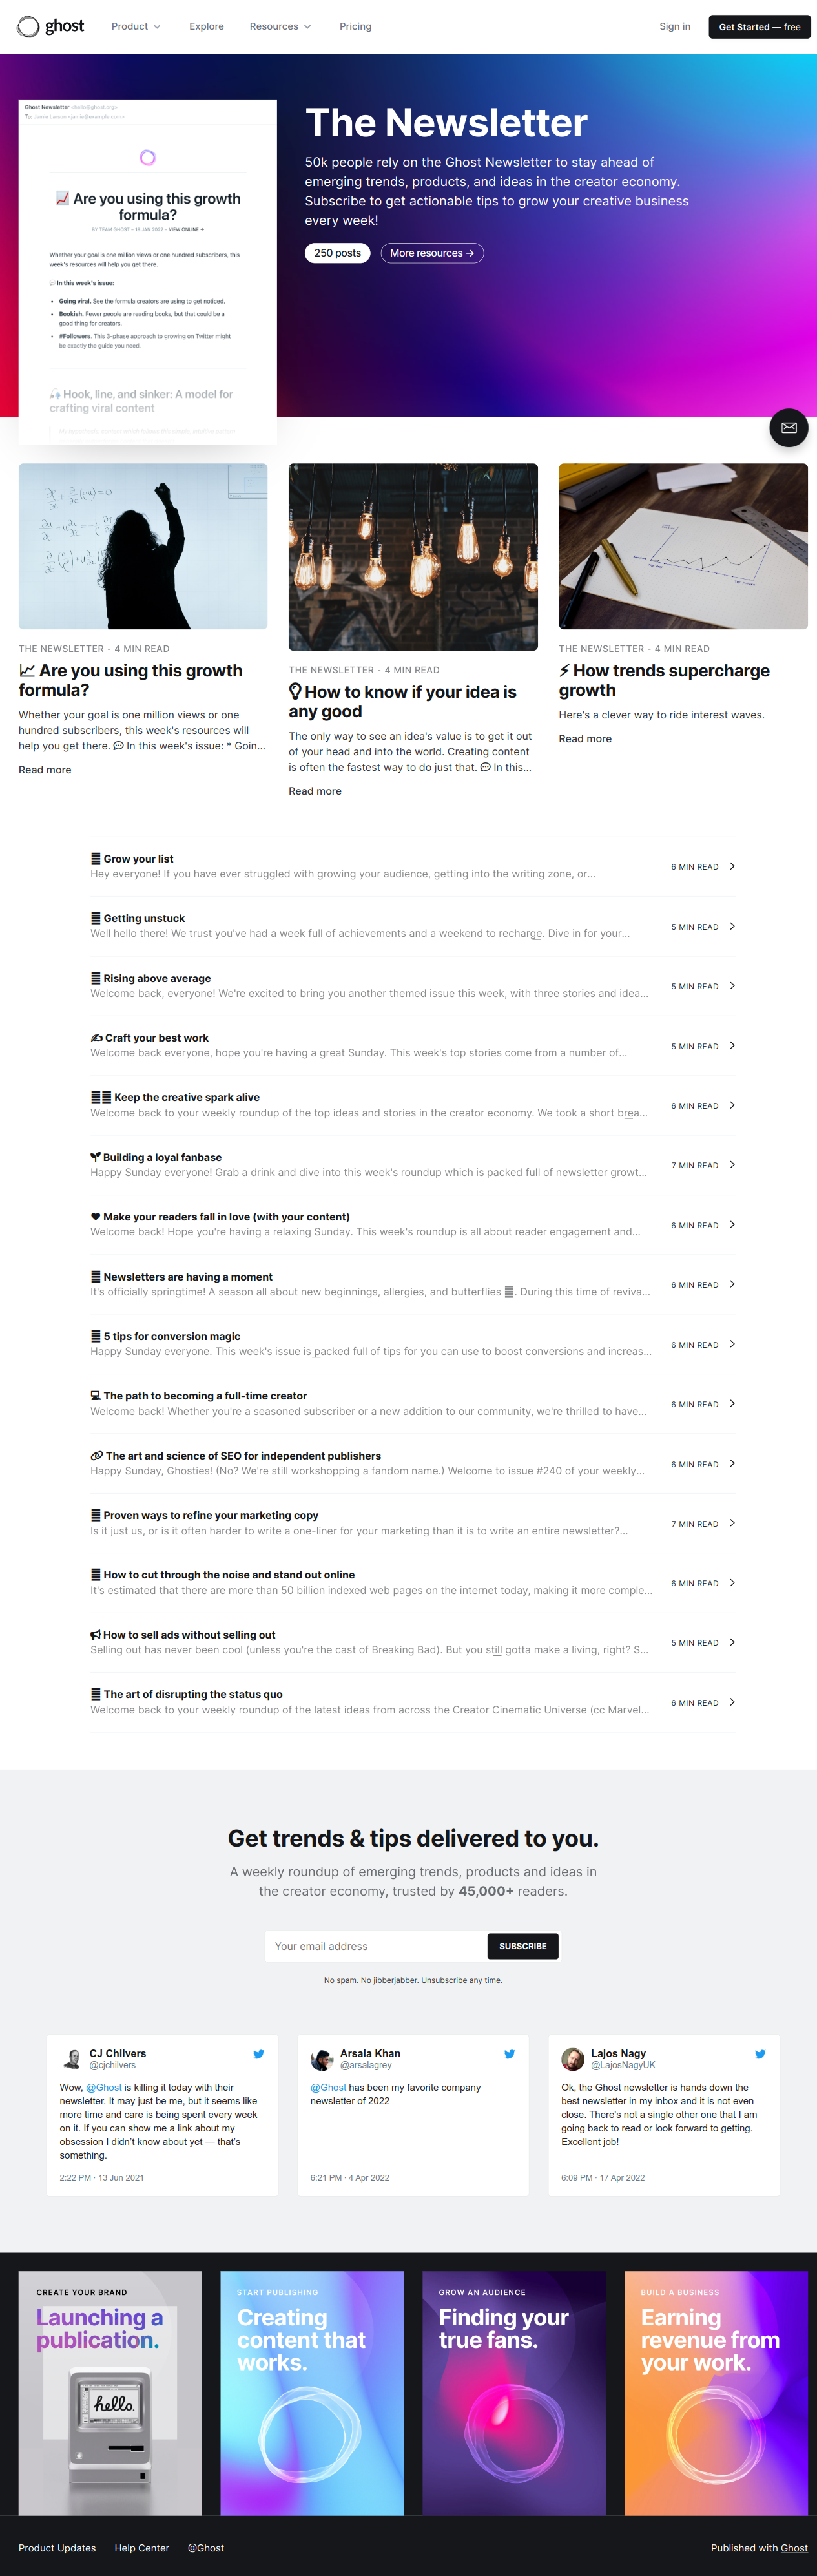 ghost
Product
Explore
Resources
Pricing
Sign in
Get Started — free
Ghost Newsletter <hello@ghost.org>
To: Jamie Larson <jamie@example.com>
📈 Are you using this growth
formula?
BY TEAM GHOST • 16 JAN 2022 • VIEW ONLINE →
Whether your goal is one million views or one hundred subscribers, this
week's resources will help you get there.
💬 In this week's issue:
• Going viral. See the formula creators are using to get noticed.
• Bookish. Fewer people are reading books, but that could be a
good thing for creators.
• #Followers. This 3-phase approach to growing on Twitter might
be exactly the guide you need.
🎣 Hook, line, and sinker: A model for
crafting viral content
The Newsletter
50k people rely on the Ghost Newsletter to stay ahead of
emerging trends, products, and ideas in the creator economy.
Subscribe to get actionable tips to grow your creative business
every week!
250 posts
More resources →
THE NEWSLETTER - 4 MIN READ
📈 Are you using this growth
formula?
Whether your goal is one million views or one
hundred subscribers, this week's resources will
help you get there. 💬 In this week's issue: * Goin...
Read more
THE NEWSLETTER - 4 MIN READ
💡 How to know if your idea is
any good
The only way to see an idea's value is to get it out
of your head and into the world. Creating content
is often the fastest way to do just that. 💬 In this...
Read more
THE NEWSLETTER - 4 MIN READ
⚡ How trends supercharge
growth
Here's a clever way to ride interest waves.
Read more
Grow your list
Hey everyone! If you have ever struggled with growing your audience, getting into the writing zone, or...
6 MIN READ
Getting unstuck
Well hello there! We trust you've had a week full of achievements and a weekend to recharge. Dive in for your...
5 MIN READ
Rising above average
Welcome back, everyone! We're excited to bring you another themed issue this week, with three stories and idea...
5 MIN READ
✍ Craft your best work
Welcome back everyone, hope you're having a great Sunday. This week's top stories come from a number of...
5 MIN READ
Keep the creative spark alive
Welcome back to your weekly roundup of the top ideas and stories in the creator economy. We took a short brea...
6 MIN READ
🌱 Building a loyal fanbase
Happy Sunday everyone! Grab a drink and dive into this week's roundup which is packed full of newsletter growt...
7 MIN READ
❤ Make your readers fall in love (with your content)
Welcome back! Hope you're having a relaxing Sunday. This week's roundup is all about reader engagement and...
6 MIN READ
Newsletters are having a moment
It's officially springtime! A season all about new beginnings, allergies, and butterflies. During this time of reviva...
6 MIN READ
5 tips for conversion magic
Happy Sunday everyone. This week's issue is packed full of tips for you can use to boost conversions and increas...
6 MIN READ
💻 The path to becoming a full-time creator
Welcome back! Whether you're a seasoned subscriber or a new addition to our community, we're thrilled to have...
6 MIN READ
🔗 The art and science of SEO for independent publishers
Happy Sunday, Ghosties! (No? We're still workshopping a fandom name.) Welcome to issue #240 of your weekly...
6 MIN READ
Proven ways to refine your marketing copy
Is it just us, or is it often harder to write a one-liner for your marketing than it is to write an entire newsletter?...
7 MIN READ
How to cut through the noise and stand out online
It's estimated that there are more than 50 billion indexed web pages on the internet today, making it more comple...
6 MIN READ
📢 How to sell ads without selling out
Selling out has never been cool (unless you're the cast of Breaking Bad). But you still gotta make a living, right? S...
5 MIN READ
The art of disrupting the status quo
Welcome back to your weekly roundup of the latest ideas from across the Creator Cinematic Universe (cc Marvel...
6 MIN READ
Get trends & tips delivered to you.
A weekly roundup of emerging trends, products and ideas in
the creator economy, trusted by 45,000+ readers.
Your email address
SUBSCRIBE
No spam. No jibberjabber. Unsubscribe any time.
CJ Chilvers
@cjchilvers
Wow, @Ghost is killing it today with their
newsletter. It may just be me, but it seems like
more time and care is being spent every week
on it. If you can show me a link about my
obsession I didn't know about yet — that's
something.
2:22 PM · 13 Jun 2021
Arsala Khan
@arsalagrey
@Ghost has been my favorite company
newsletter of 2022
6:21 PM · 4 Apr 2022
Lajos Nagy
@LajosNagyUK
Ok, the Ghost newsletter is hands down the
best newsletter in my inbox and it is not even
close. There's not a single other one that I am
going back to read or look forward to getting.
Excellent job!
6:09 PM · 17 Apr 2022
CREATE YOUR BRAND
Launching a
publication.
hello.
START PUBLISHING
Creating
content that
works.
GROW AN AUDIENCE
Finding your
true fans.
BUILD A BUSINESS
Earning
revenue from
your work.
Product Updates
Help Center
@Ghost
Published with Ghost